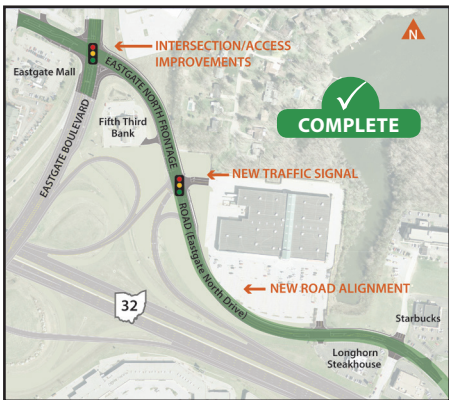 N
INTERSECTION/ACCESS
IMPROVEMENTS
Eastgate Mall
EASTGATE NORTH FRONTAGE
ROAD (Eastgate North Drive)
EASTGATE BOULEVARD
Fifth Third
Bank
COMPLETE
NEW TRAFFIC SIGNAL
NEW ROAD ALIGNMENT
32
Starbucks
Longhorn
Steakhouse